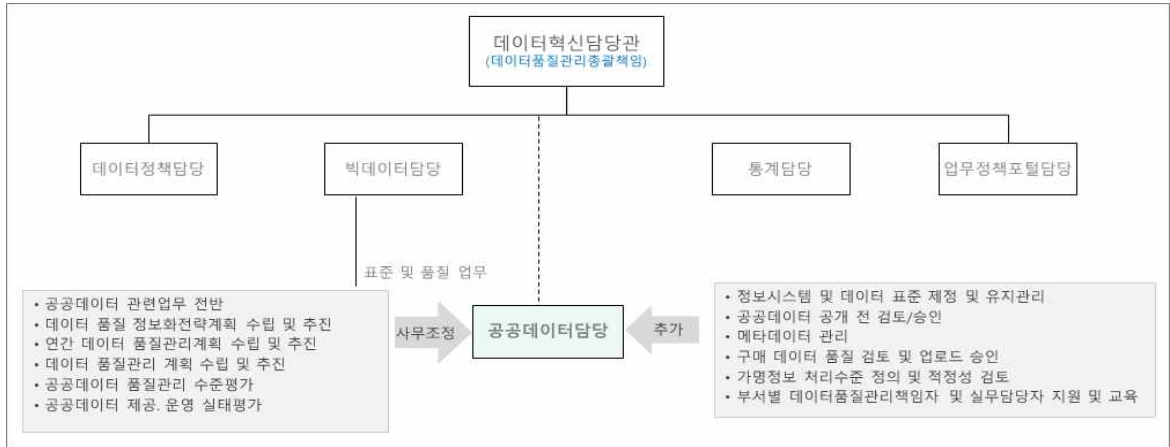 데이터혁신담당관
(데이터품질관리총괄책임)
데이터정책담당
빅데이터담당
통계담당
업무정책포털담당
표준 및 품질 업무
• 공공데이터 관련업무 전반
• 데이터 품질 정보화전략계획 수립 및 추진
• 연간 데이터 품질관리계획 수립 및 추진
• 데이터 품질관리 계획 수립 및 추진
• 공공데이터 품질관리 수준평가
• 공공데이터 제공. 운영 실태평가
사무조정
공공데이터담당
추가
• 정보시스템 및 데이터 표준 제정 및 유지관리
• 공공데이터 공개 전 검토/승인
• 메타데이터 관리
• 구매 데이터 품질 검토 및 업로드 승인
• 가명정보 처리수준 정의 및 적정성 검토
• 부서별 데이터품질관리책임자 및 실무담당자 지원 및 교육